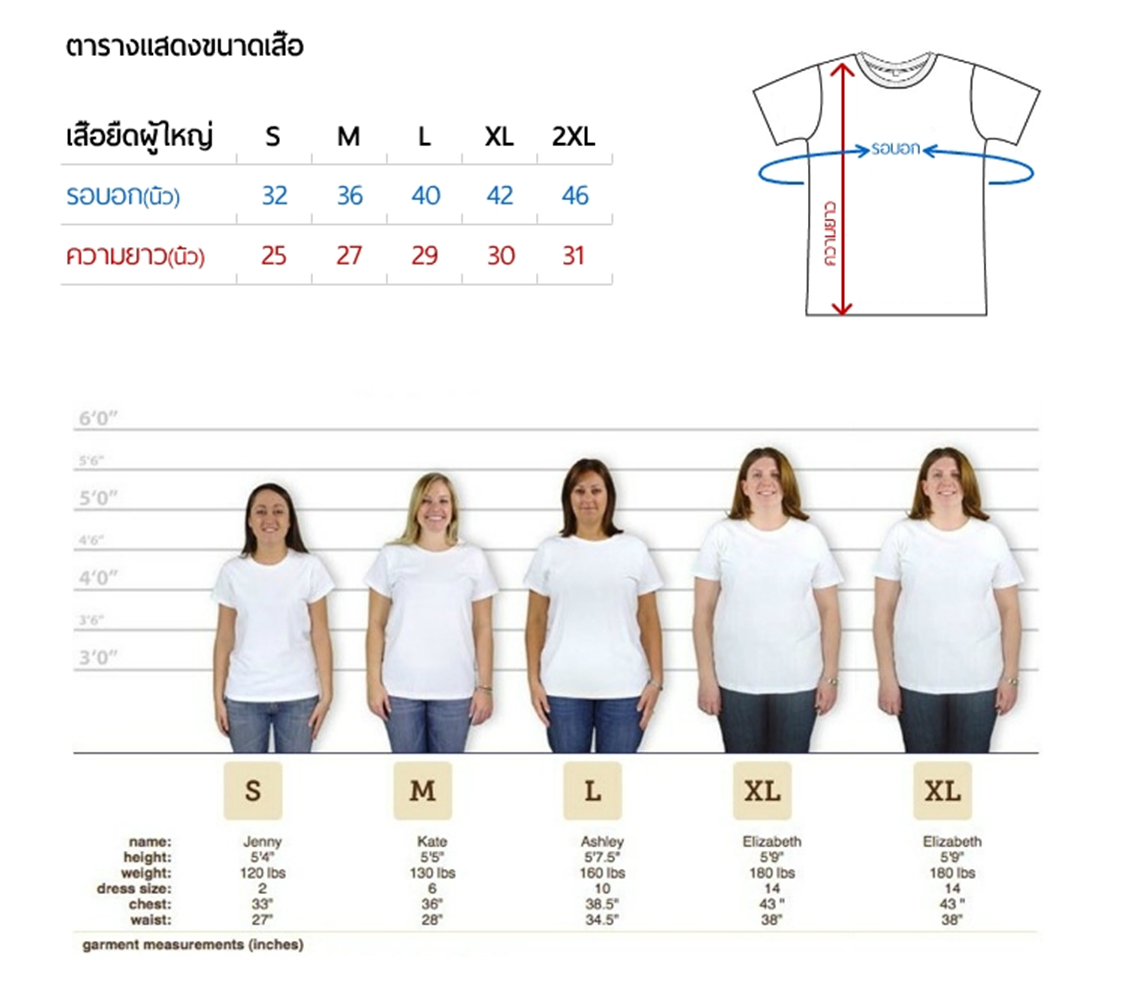 ตารางแสดงขนาดเสื้อ
เสื้อยืดผู้ใหญ่ S M L XL 2XL
รอบอก(นิ้ว) 32 36 40 42 46
ความยาว(นิ้ว) 25 27 29 30 31
รอบอก
ความยาว
6'0"
5'6"
5'0"
4'6"
4'0"
3'6"
3'0"
S M L XL XL
name: Jenny Kate Ashley Elizabeth Elizabeth
height: 5'4" 5'5" 5'7.5" 5'9" 5'9"
weight: 120 lbs 130 lbs 160 lbs 180 lbs 180 lbs
dress size: 2 6 10 14 14
chest: 33" 36" 38.5" 43 " 43 "
waist: 27" 28" 34.5" 38" 38"
garment measurements (inches)